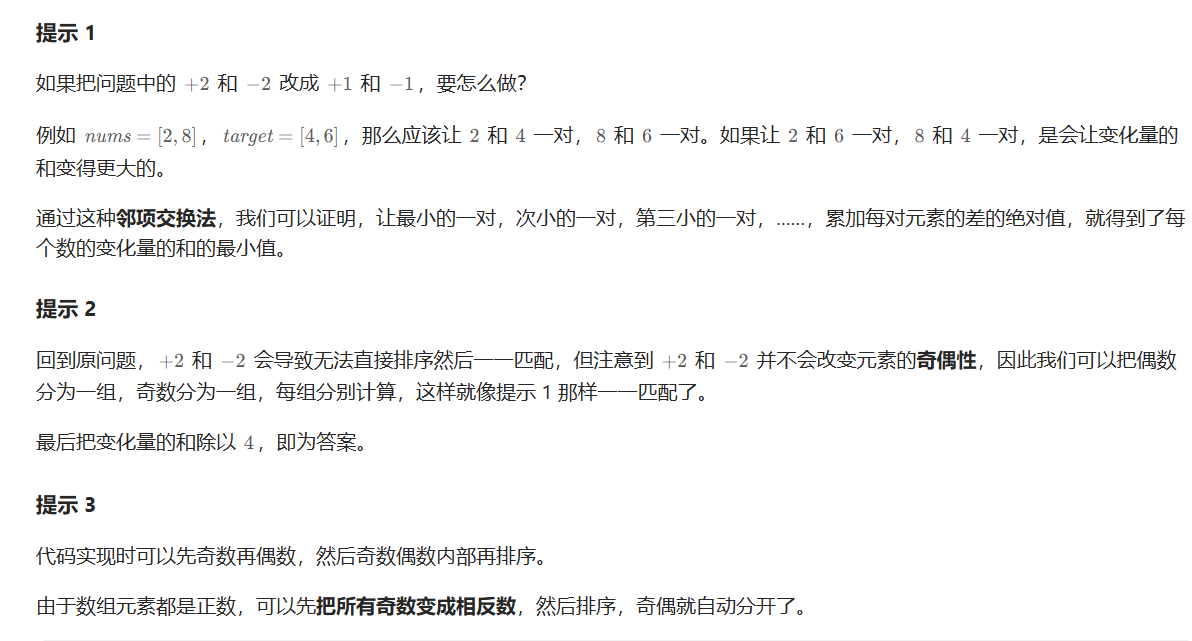 提示 1
如果把问题中的 +2 和 −2 改成 +1 和 −1，要怎么做？
例如 nums = [2, 8]，target = [4, 6]，那么应该让 2 和 4 一对，8 和 6 一对。如果让 2 和 6 一对，8 和 4 一对，是会让变化量的
和变得更大的。
通过这种邻项交换法，我们可以证明，让最小的一对，次小的一对，第三小的一对，……，累加每对元素的差的绝对值，就得到了每
个数的变化量的和的最小值。
提示 2
回到原问题，+2 和 −2 会导致无法直接排序然后一一匹配，但注意到 +2 和 −2 并不会改变元素的奇偶性，因此我们可以把偶数
分为一组，奇数分为一组，每组分别计算，这样就像提示 1 那样一一匹配了。
最后把变化量的和除以 4，即为答案。
提示 3
代码实现时可以先奇数再偶数，然后奇数偶数内部再排序。
由于数组元素都是正数，可以先把所有奇数变成相反数，然后排序，奇偶就自动分开了。